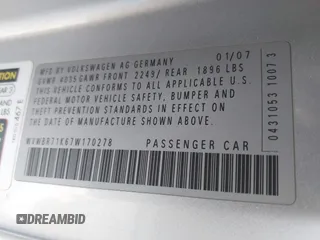 MFD BY VOLKSWAGEN AG GERMANY 01/07
GVWR 4035 GAWR FRONT 2249/ REAR 1896 LBS
THIS VEHICLE CONFORMS TO ALL APPLICABLE U.S.
FEDERAL MOTOR VEHICLE SAFETY, BUMPER AND
THEFT PREVENTION STANDARDS IN EFFECT ON THE
DATE OF MANUFACTURE SHOWN ABOVE
WVWBR71K67W170278 PASSENGER CAR
0431053 1007 3
DREAMBID